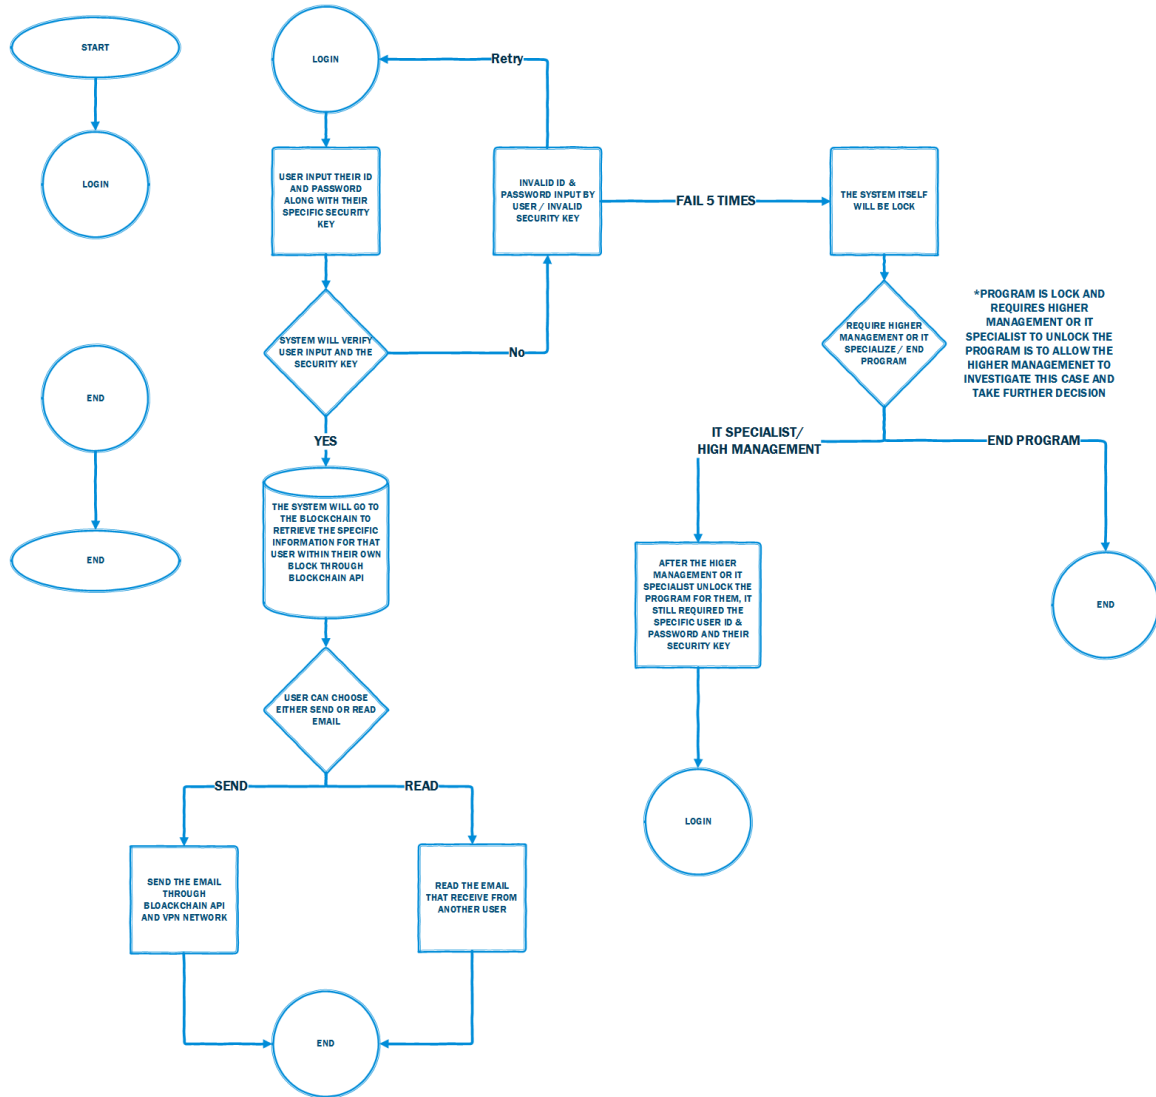 START
LOGIN
END
END
LOGIN
Retry
USER INPUT THEIR ID
AND PASSWORD
ALONG WITH THEIR
SPECIFIC SECURITY
KEY
INVALID ID &
PASSWORD INPUT BY
USER / INVALID
SECURITY KEY
FAIL 5 TIMES
THE SYSTEM ITSELF
WILL BE LOCK
SYSTEM WILL VERIFY
USER INPUT AND THE
SECURITY KEY
No
REQUIRE HIGHER
MANAGEMENT OR IT
SPECIALIZE / END
PROGRAM
*PROGRAM IS LOCK AND
REQUIRES HIGHER
MANAGEMENT OR IT
SPECIALIST TO UNLOCK THE
PROGRAM IS TO ALLOW THE
HIGHER MANAGEMENET TO
INVESTIGATE THIS CASE AND
TAKE FURTHER DECISION
YES
IT SPECIALIST/
HIGH MANAGEMENT
END PROGRAM
THE SYSTEM WILL GO TO
THE BLOCKCHAIN TO
RETRIEVE THE SPECIFIC
INFORMATION FOR THAT
USER WITHIN THEIR OWN
BLOCK THROUGH
BLOCKCHAIN API
AFTER THE HIGER
MANAGEMENT OR IT
SPECIALIST UNLOCK THE
PROGRAM FOR THEM, IT
STILL REQUIRED THE
SPECIFIC USER ID &
PASSWORD AND THEIR
SECURITY KEY
END
USER CAN CHOOSE
EITHER SEND OR READ
EMAIL
SEND
READ
LOGIN
SEND THE EMAIL
THROUGH
BLOACKCHAIN API
AND VPN NETWORK
READ THE EMAIL
THAT RECEIVE FROM
ANOTHER USER
END